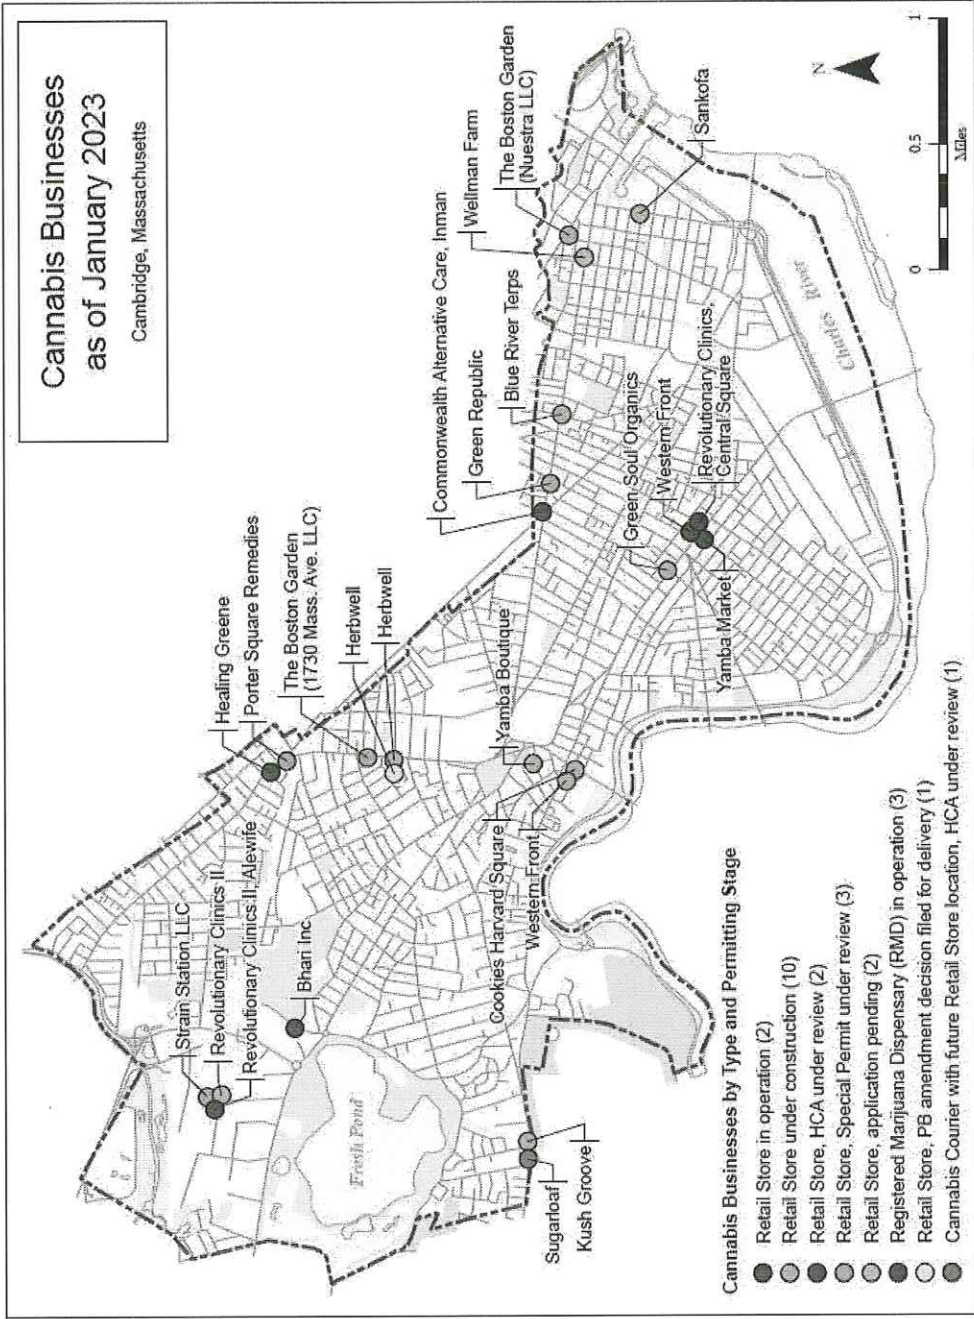 Cannabis Businesses
as of January 2023
Cambridge, Massachusetts
Healing Greene
Porter Square Remedies
The Boston Garden
(1730 Mass. Ave. LLC)
Herbwell
Herbwell
Commonwealth Alternative Care, Inman
Green Republic
Blue River Terps
Wellman Farm
The Boston Garden
(Nuestra LLC)
Sankofa
Strain Station LLC
Revolutionary Clinics II
Revolutionary Clinics II, Alewife
Bhari Inc
Fresh Pond
Sugarloaf
Kush Groove
Cookies Harvard Square
Western Front
Yamba Boutique
Green Soul Organics
Western Front
Revolutionary Clinics,
Central Square
Yamba Market
Charles River
N
0
0.5
1
Miles
Cannabis Businesses by Type and Permitting Stage
Retail Store in operation (2)
Retail Store under construction (10)
Retail Store, HCA under review (2)
Retail Store, Special Permit under review (3)
Retail Store, application pending (2)
Registered Marijuana Dispensary (RMD) in operation (3)
Retail Store, PB amendment decision filed for delivery (1)
Cannabis Courier with future Retail Store location, HCA under review (1)